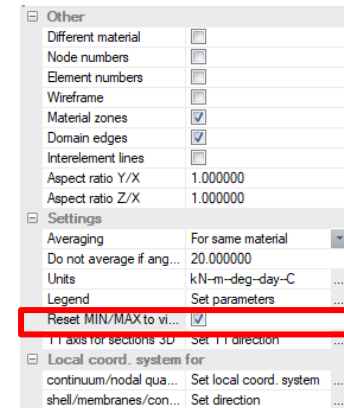 Other
Different material
Node numbers
Element numbers
Wireframe
Material zones
Domain edges
Interelement lines
Aspect ratio Y/X 1.000000
Aspect ratio Z/X 1.000000
Settings
Averaging For same material
Do not average if ang... 20.000000
Units kN--m--deg--day--C ...
Legend Set parameters ...
Reset MIN/MAX to vi...
T1 axis for sections 3D Set T1 direction ...
Local coord. system for
continuum/nodal qua... Set local coord. system ...
shell/membranes/con... Set direction ...